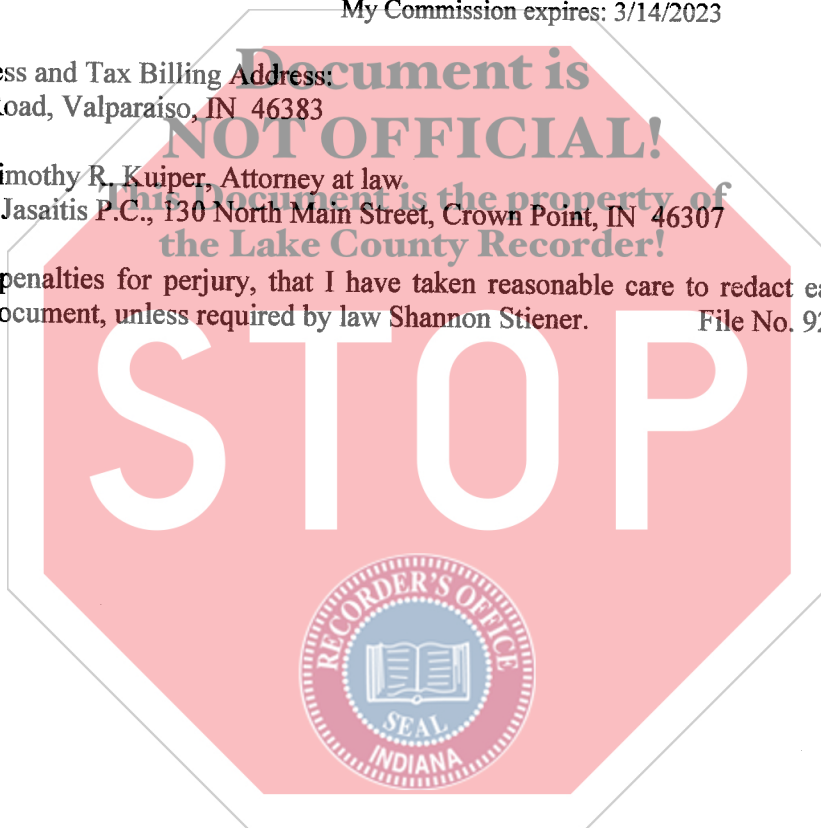 My Commission expires: 3/14/2023
ess and Tax Billing Address:
Road, Valparaiso, IN 46383
Document is
NOT OFFICIAL!
This Document is the property of
the Lake County Recorder!
imothy R. Kuiper, Attorney at law
Jasaitis P.C., 130 North Main Street, Crown Point, IN 46307
penalties for perjury, that I have taken reasonable care to redact ea
ocument, unless required by law Shannon Stiener. File No. 92
STOP
RECORDER'S OFFICE
SEAL
INDIANA